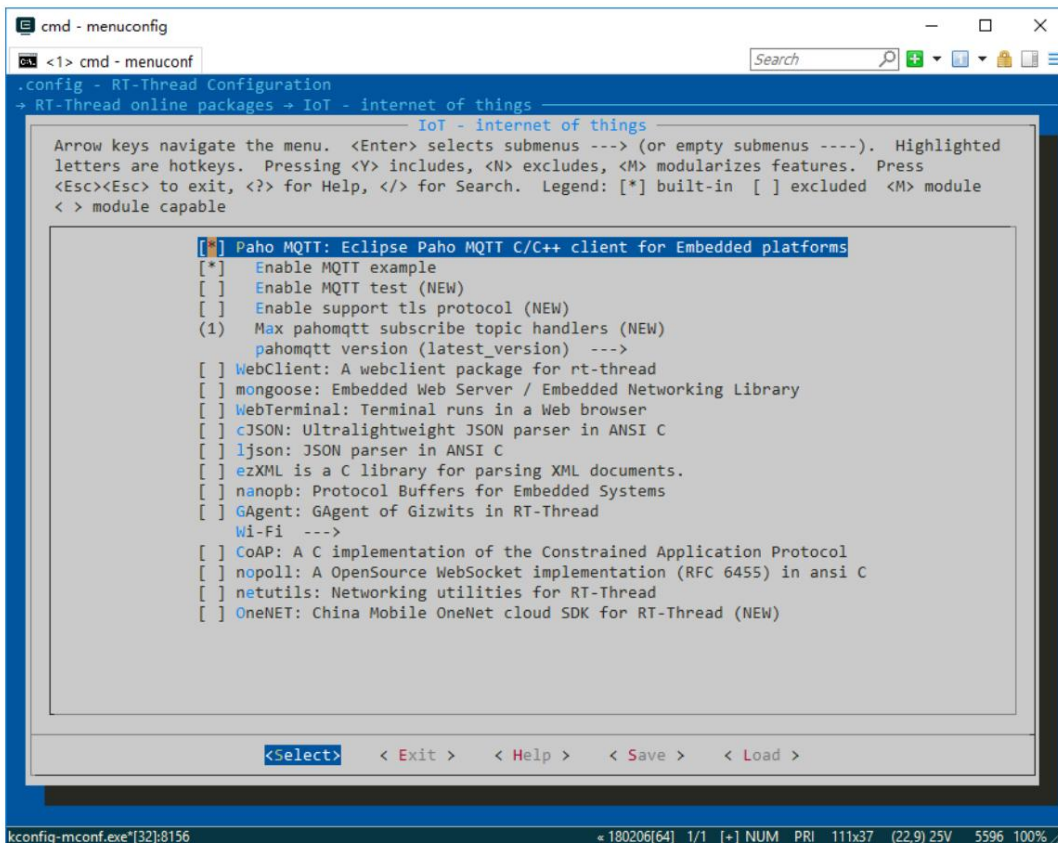 cmd - menuconfig
<1> cmd - menuconf
Search
.config - RT-Thread Configuration
→ RT-Thread online packages → IoT - internet of things
IoT - internet of things
Arrow keys navigate the menu.  <Enter> selects submenus ---> (or empty submenus ----).  Highlighted
letters are hotkeys.  Pressing <Y> includes, <N> excludes, <M> modularizes features.  Press
<Esc><Esc> to exit, <?> for Help, </> for Search.  Legend: [*] built-in  [ ] excluded  <M> module
< > module capable
[*] Paho MQTT: Eclipse Paho MQTT C/C++ client for Embedded platforms
[*]   Enable MQTT example
[ ]   Enable MQTT test (NEW)
[ ]   Enable support tls protocol (NEW)
(1)   Max pahomqtt subscribe topic handlers (NEW)
pahomqtt version (latest_version)  --->
[ ] WebClient: A webclient package for rt-thread
[ ] mongoose: Embedded Web Server / Embedded Networking Library
[ ] WebTerminal: Terminal runs in a Web browser
[ ] cJSON: Ultralightweight JSON parser in ANSI C
[ ] ljson: JSON parser in ANSI C
[ ] ezXML is a C library for parsing XML documents.
[ ] nanopb: Protocol Buffers for Embedded Systems
[ ] GAgent: GAgent of Gizwits in RT-Thread
Wi-Fi  --->
[ ] CoAP: A C implementation of the Constrained Application Protocol
[ ] nopoll: A OpenSource WebSocket implementation (RFC 6455) in ansi C
[ ] netutils: Networking utilities for RT-Thread
[ ] OneNET: China Mobile OneNet cloud SDK for RT-Thread (NEW)
<Select>    < Exit >    < Help >    < Save >    < Load >
kconfig-mconf.exe*[32]:8156    « 180206[64]  1/1  [+] NUM  PRI  111x37  (22,9) 25V  5596  100%